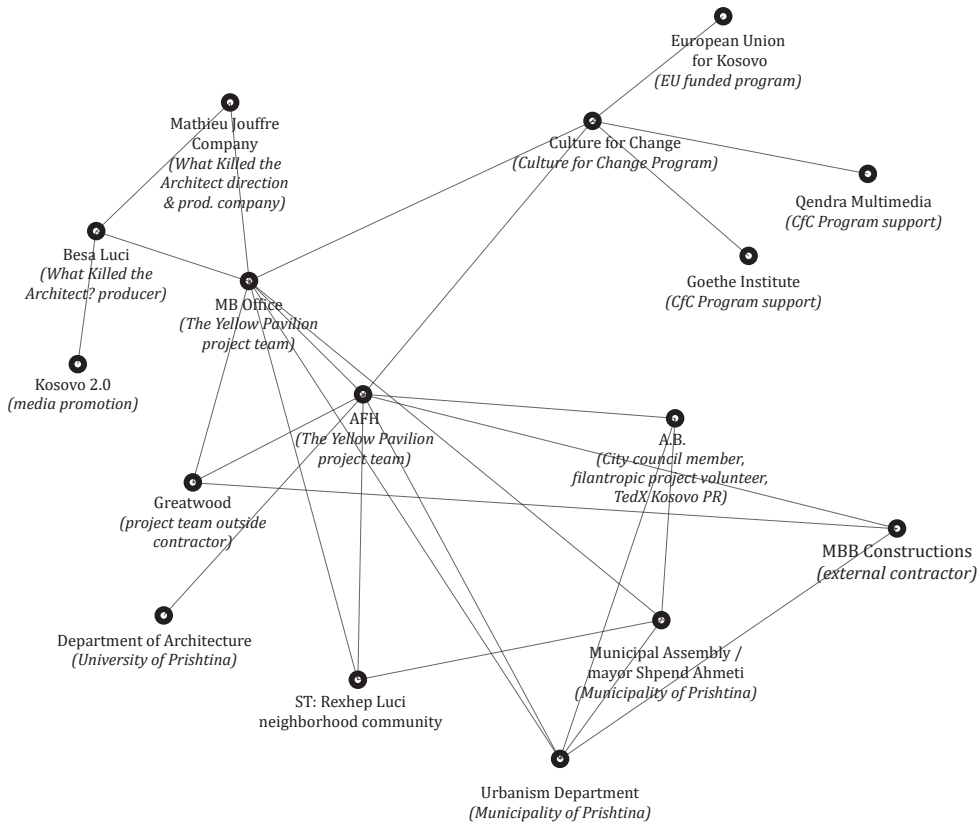 European Union
for Kosovo
(EU funded program)
Mathieu Jouffre
Company
(What Killed the
Architect direction
& prod. company)
Culture for Change
(Culture for Change Program)
Qendra Multimedia
(CfC Program support)
Besa Luci
(What Killed the
Architect? producer)
Goethe Institute
(CfC Program support)
MB Office
(The Yellow Pavilion
project team)
Kosovo 2.0
(media promotion)
AFH
(The Yellow Pavilion
project team)
A.B.
(City council member,
filantropic project volunteer,
TedX Kosovo PR)
Greatwood
(project team outside
contractor)
MBB Constructions
(external contractor)
Department of Architecture
(University of Prishtina)
Municipal Assembly /
mayor Shpend Ahmeti
(Municipality of Prishtina)
ST: Rexhep Luci
neighborhood community
Urbanism Department
(Municipality of Prishtina)